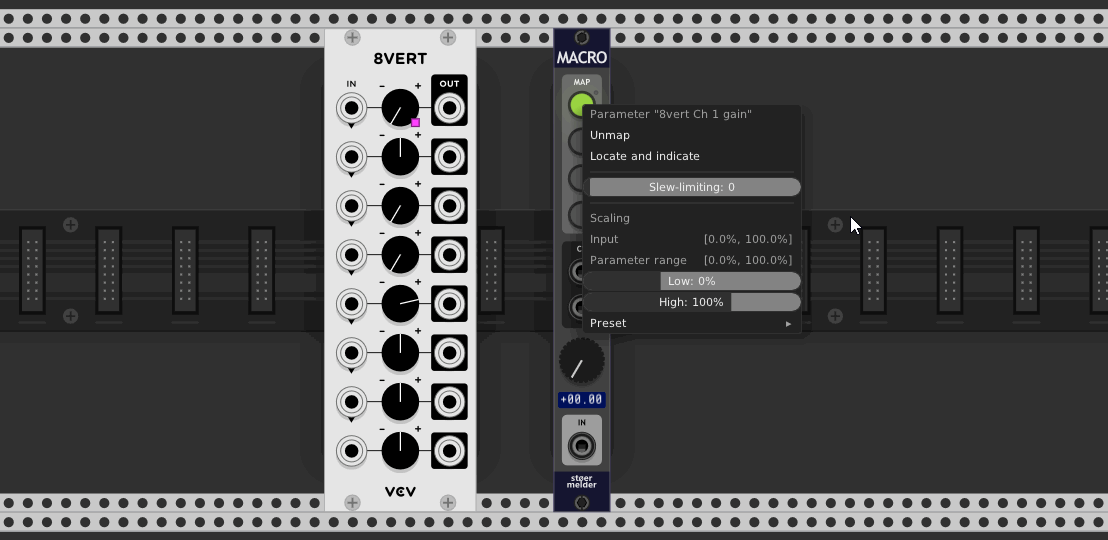 8VERT
IN
OUT
- +
- +
- +
- +
- +
- +
- +
- +
VCV
MACRO
MAP
Parameter "8vert Ch 1 gain"
Unmap
Locate and indicate
Slew-limiting: 0
Scaling
Input [0.0%, 100.0%]
Parameter range [0.0%, 100.0%]
Low: 0%
High: 100%
Preset ▸
+00.00
IN
støer
melder